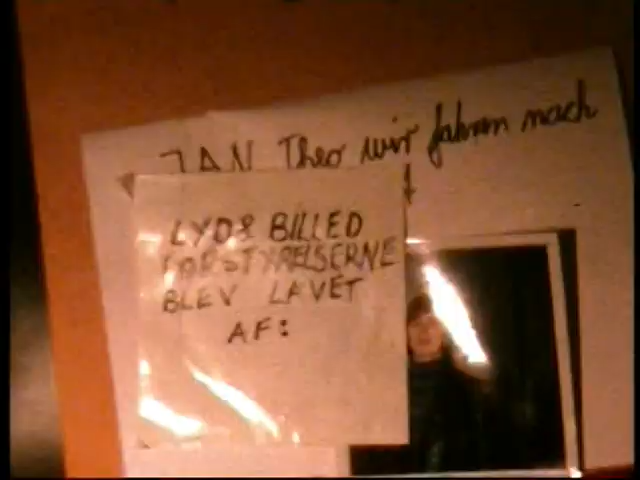 JAN Theo wir fahren nach
LYD & BILLED
FORSTYRRELSERNE
BLEV LAVET
AF: